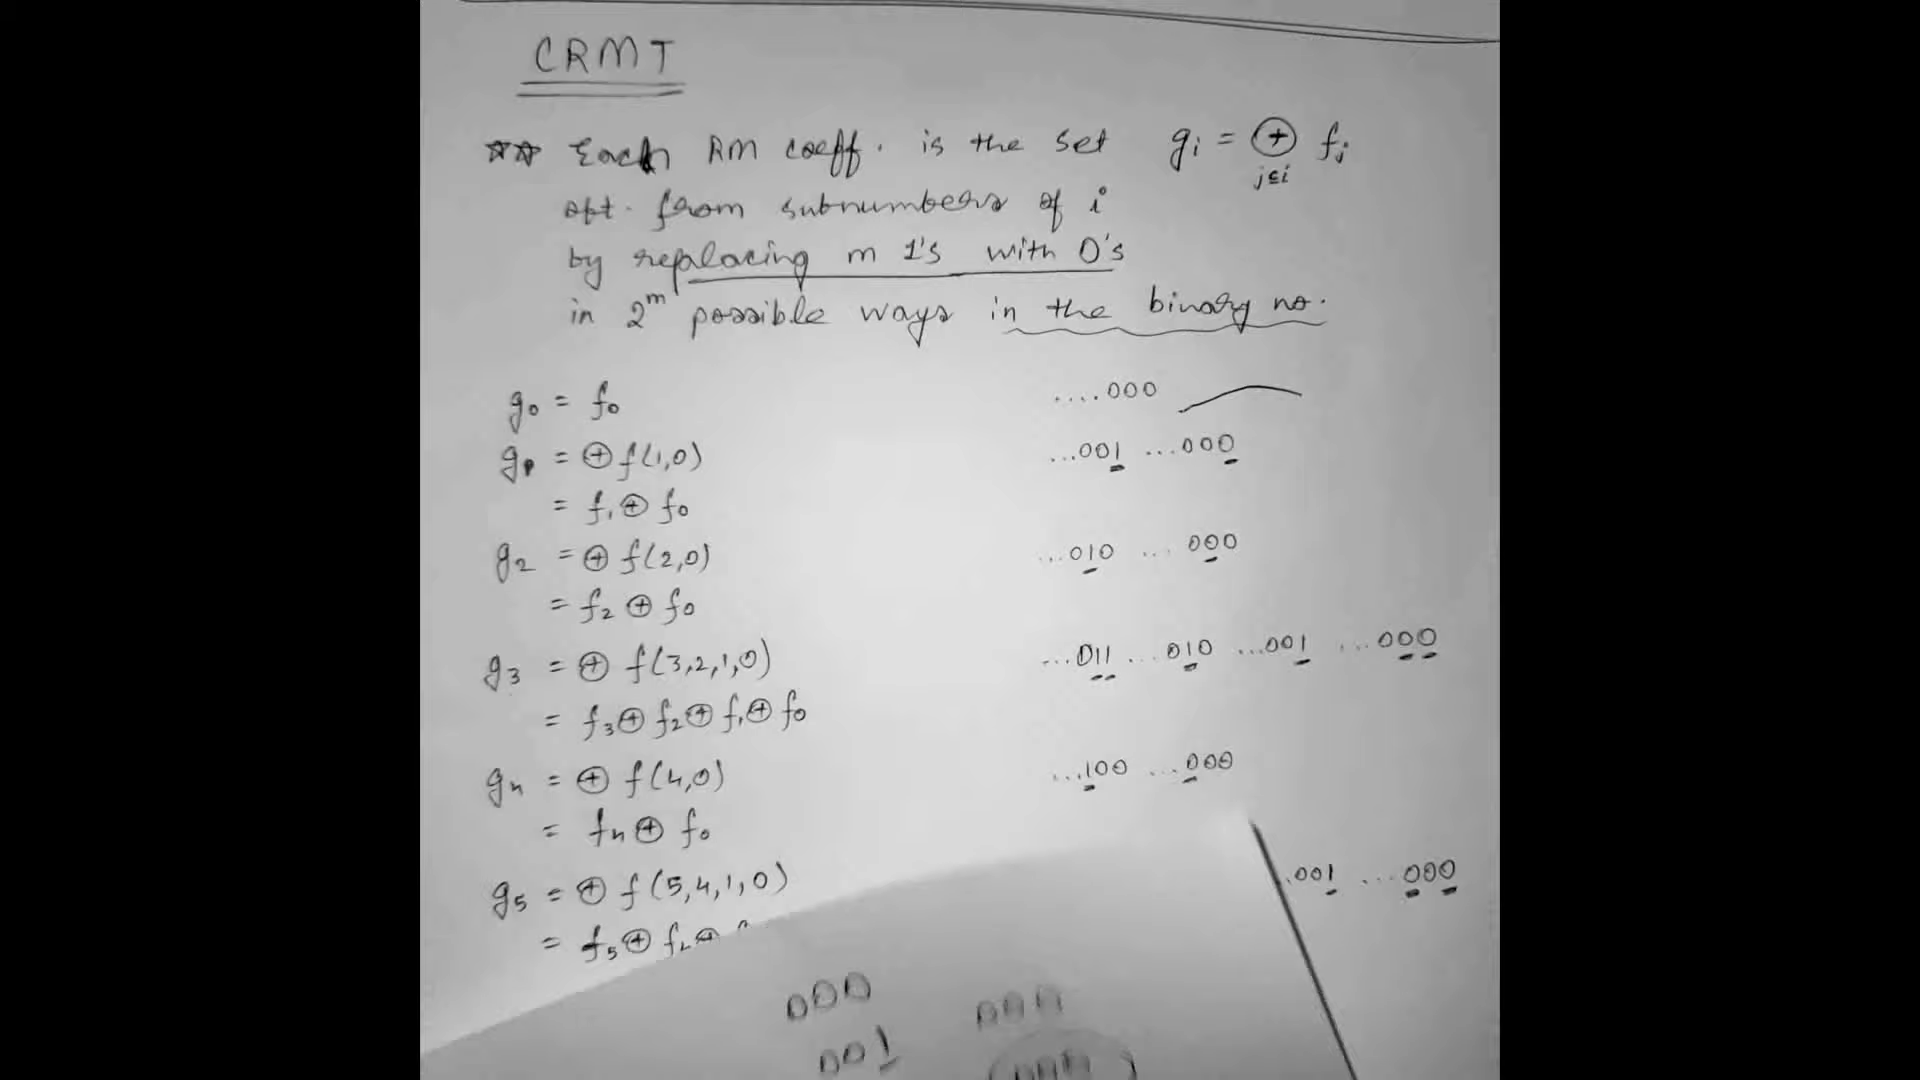 CRMT
☆☆ Each RM coeff. is the set gᵢ = ⊕ fⱼ
j⊆i
obt. from subnumbers of i
by replacing m 1's with 0's
in 2ᵐ possible ways in the binary no.
g₀ = f₀ ....000
g₁ = ⊕ f(1,0) ...001 ...000
= f₁ ⊕ f₀
g₂ = ⊕ f(2,0) ...010 ...000
= f₂ ⊕ f₀
g₃ = ⊕ f(3,2,1,0) ...011 ...010 ...001 ...000
= f₃ ⊕ f₂ ⊕ f₁ ⊕ f₀
g₄ = ⊕ f(4,0) ...100 ...000
= f₄ ⊕ f₀
g₅ = ⊕ f(5,4,1,0) .001 ...000
= f₅ ⊕ f₄ ⊕
000 000
001